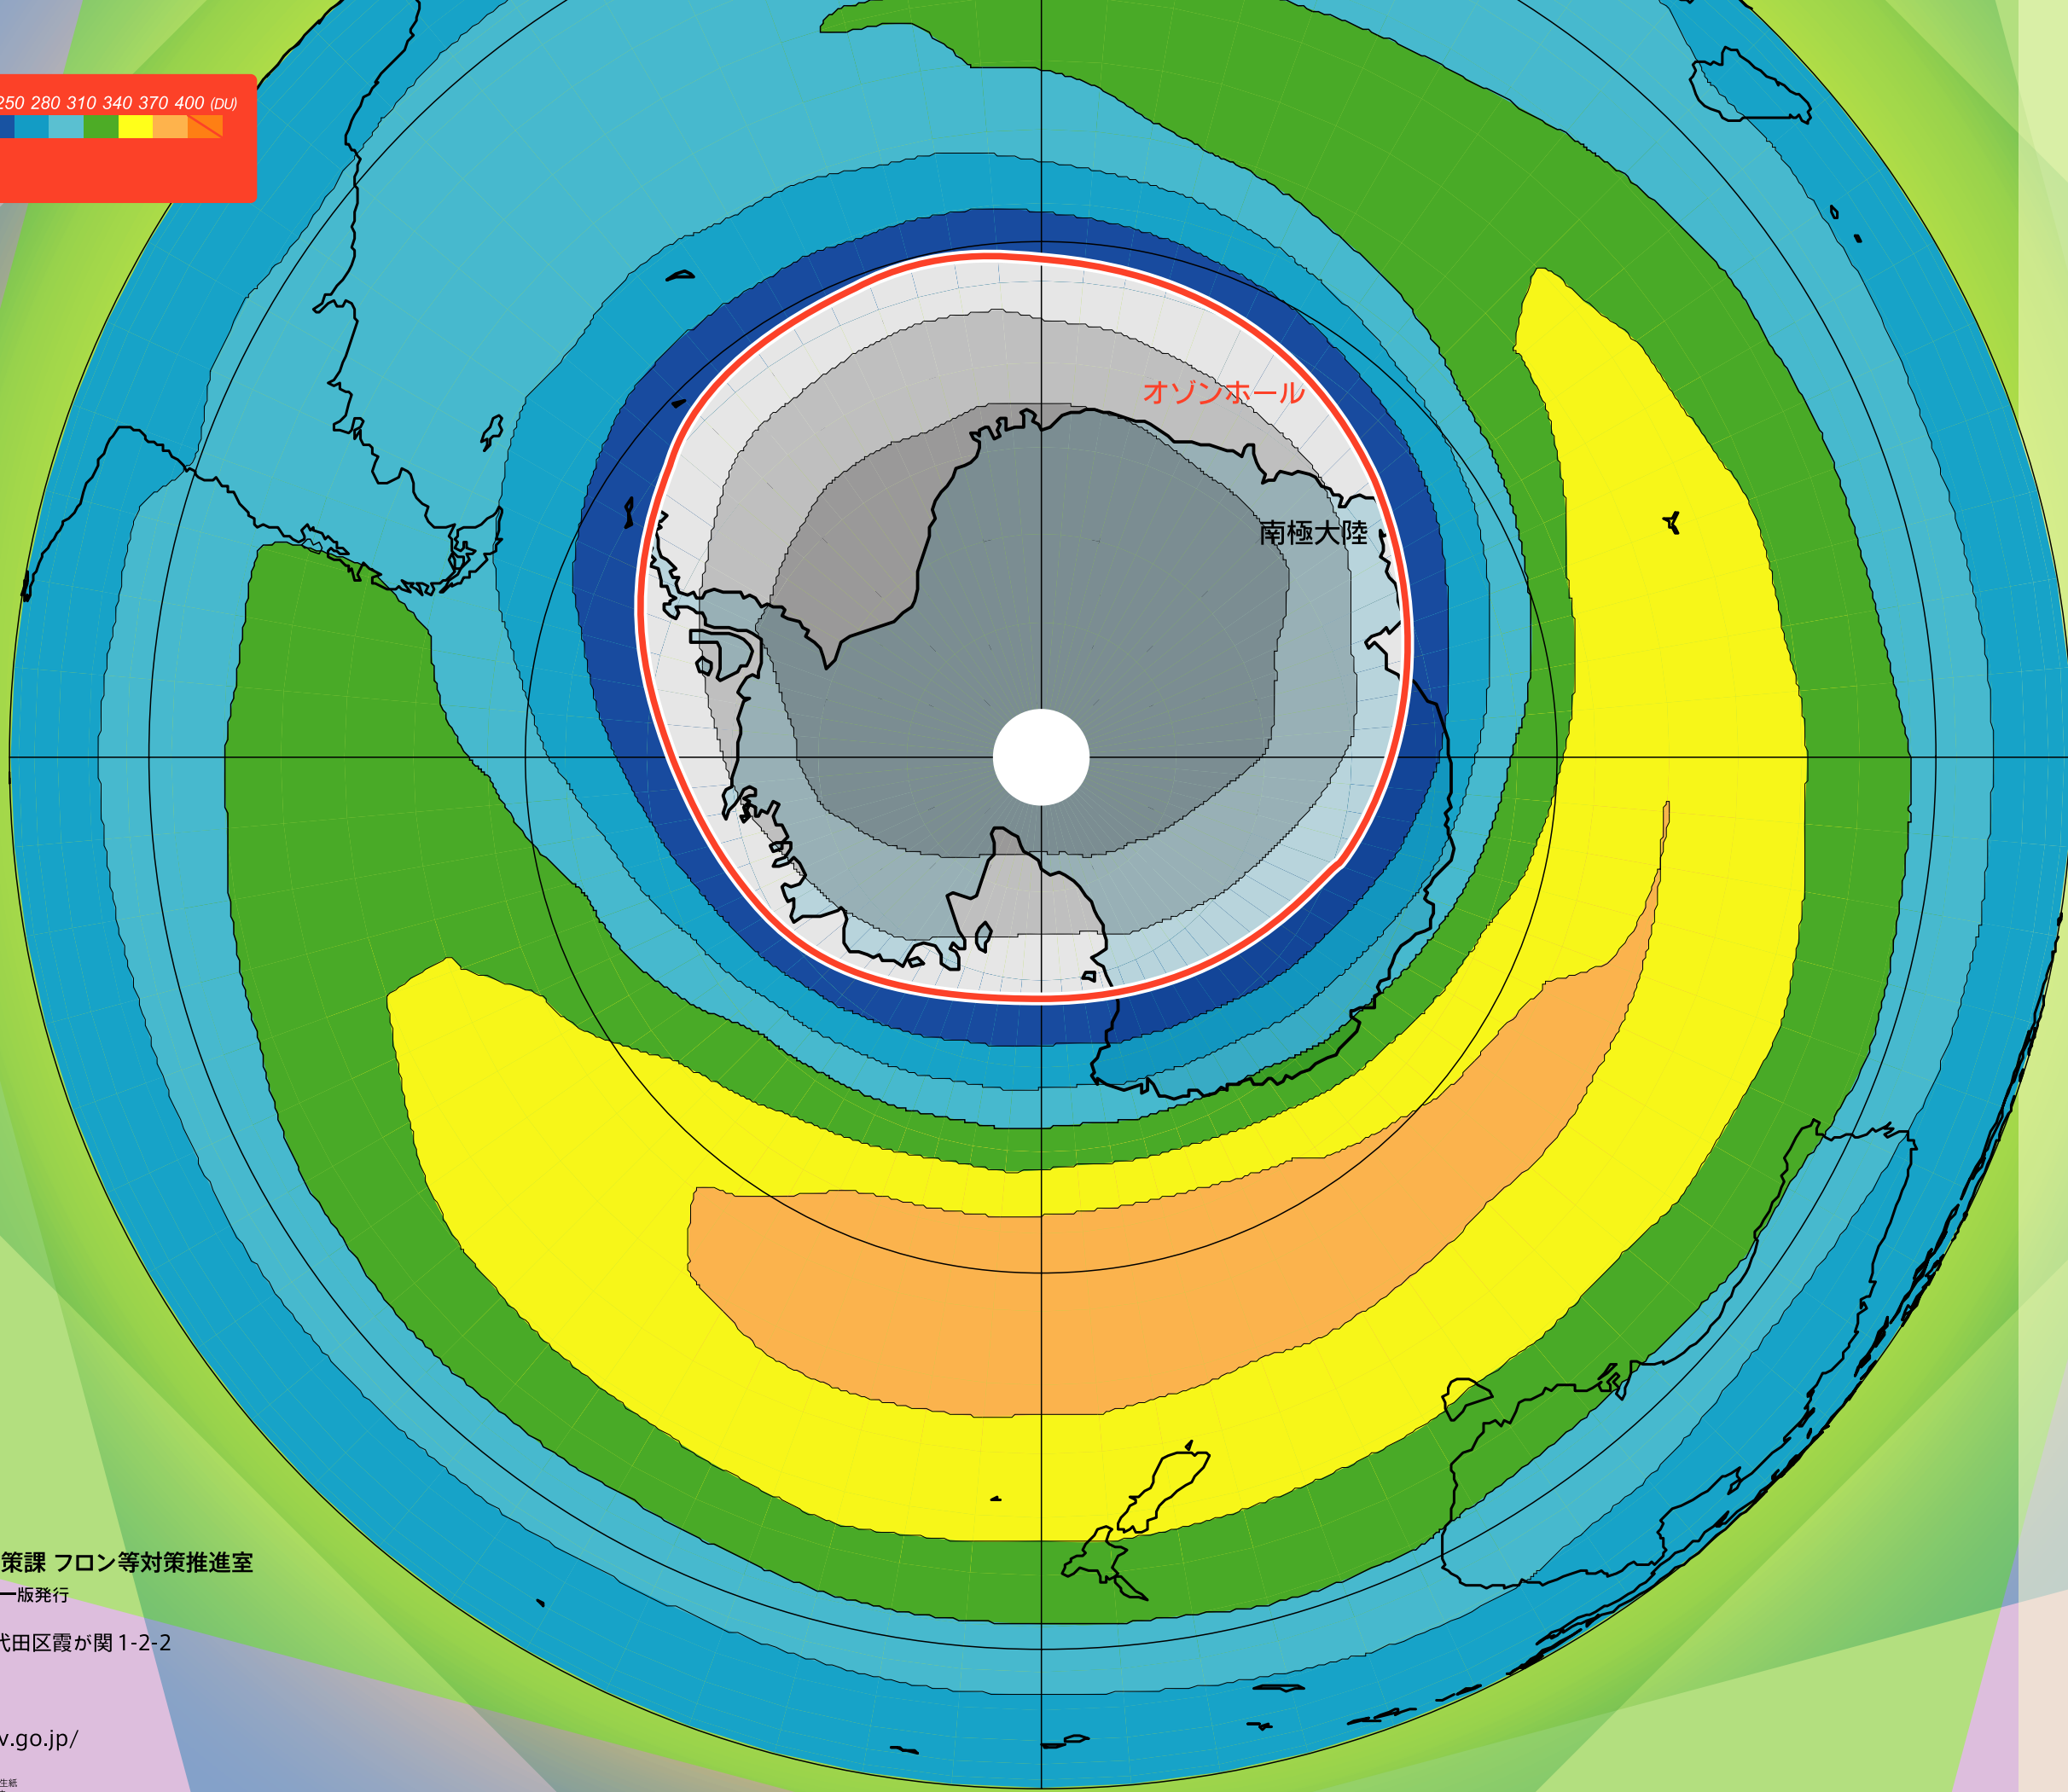 250 280 310 340 370 400 (DU)
オゾンホール
南極大陸
策課 フロン等対策推進室
一版発行
代田区霞が関 1-2-2
v.go.jp/
生紙